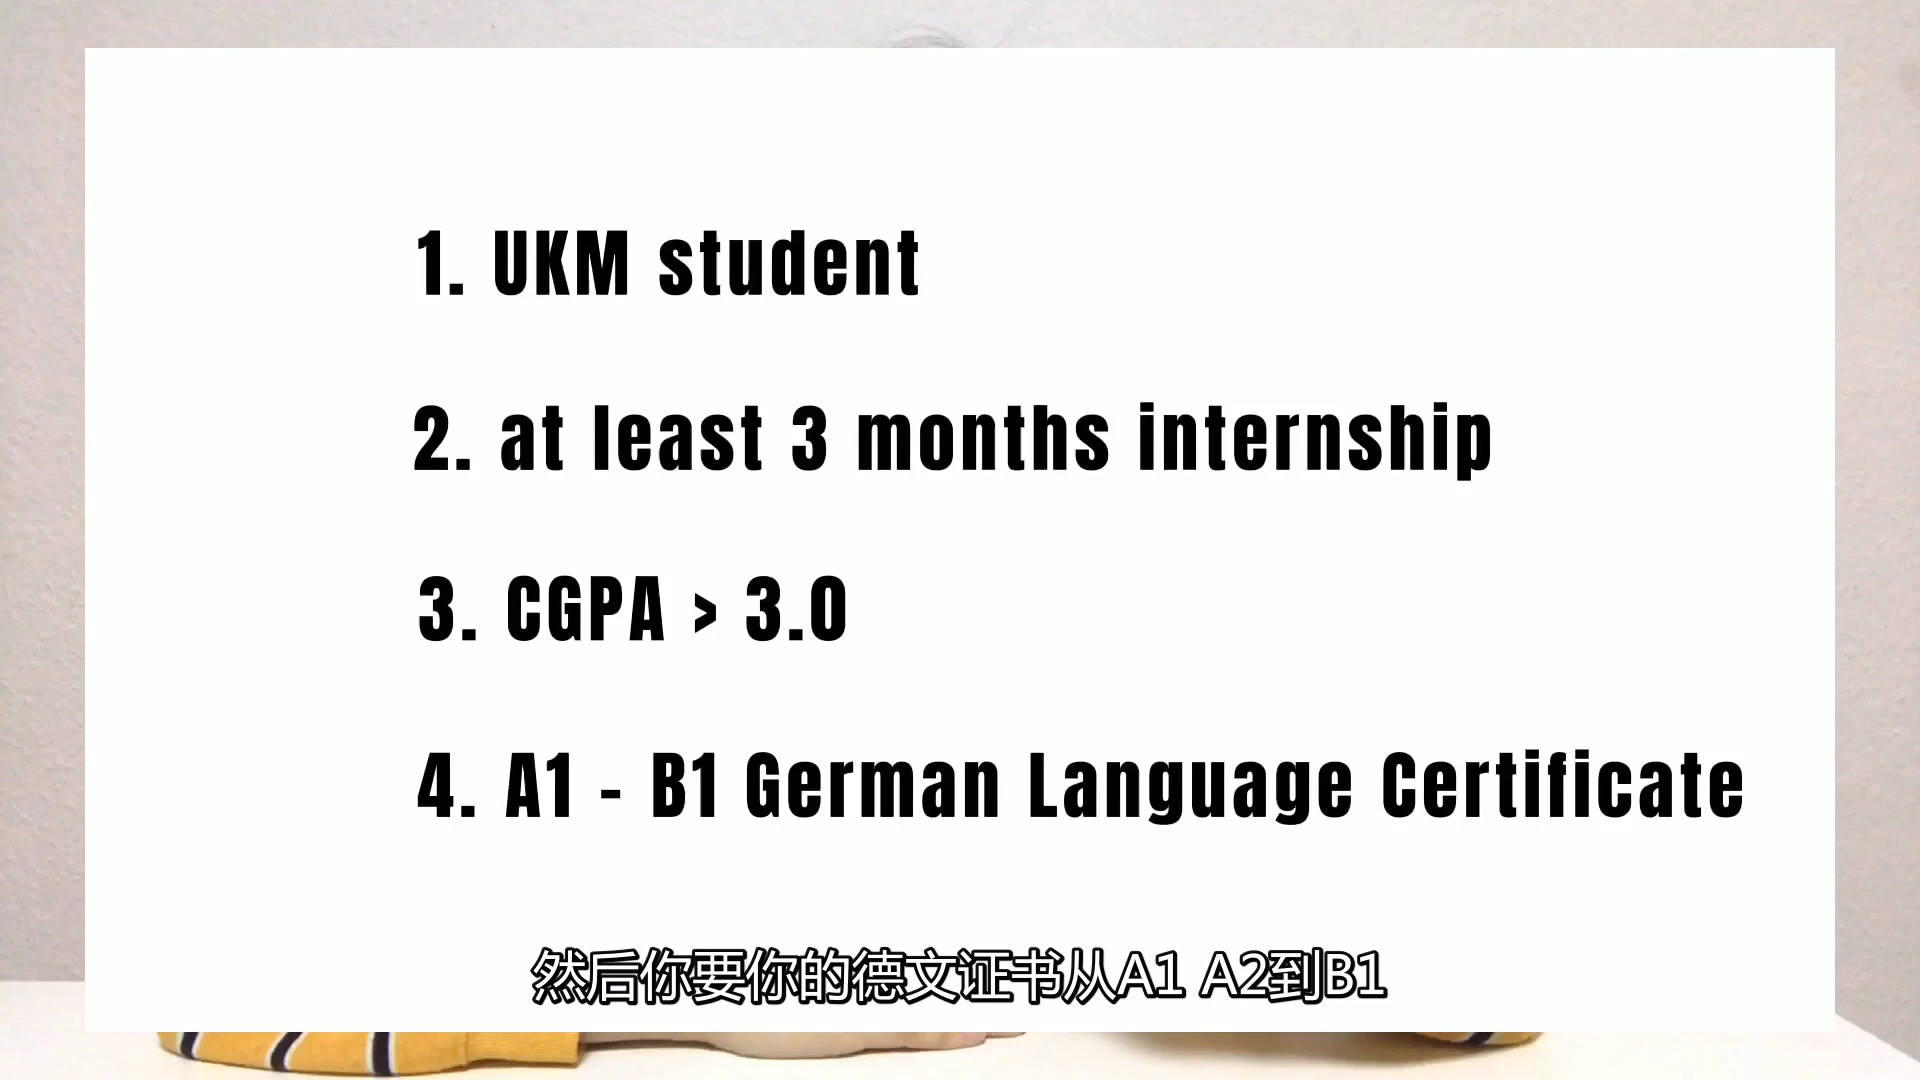 1. UKM student
2. at least 3 months internship
3. CGPA > 3.0
4. A1 - B1 German Language Certificate
然后你要你的德文证书从A1 A2到B1